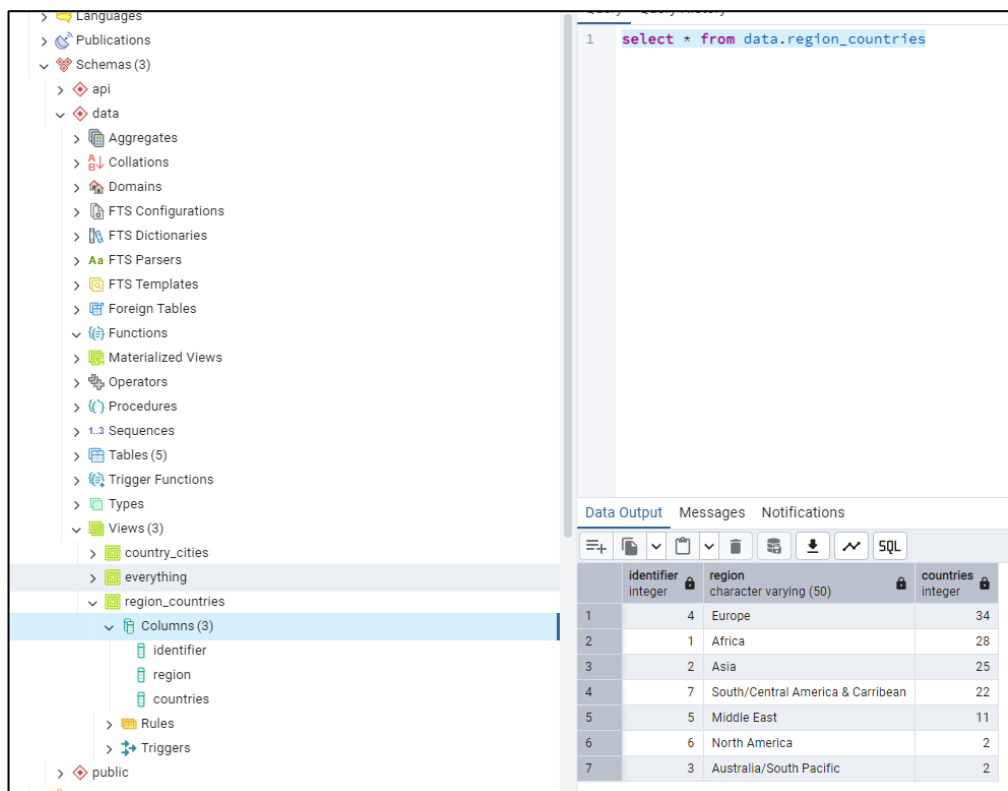 Languages
Publications
Schemas (3)
api
data
Aggregates
Collations
Domains
FTS Configurations
FTS Dictionaries
Aa FTS Parsers
FTS Templates
Foreign Tables
Functions
Materialized Views
Operators
Procedures
1..3 Sequences
Tables (5)
Trigger Functions
Types
Views (3)
country_cities
everything
region_countries
Columns (3)
identifier
region
countries
Rules
Triggers
public
1 select * from data.region_countries
Data Output Messages Notifications
SQL
identifier region countries
integer character varying (50) integer
1 4 Europe 34
2 1 Africa 28
3 2 Asia 25
4 7 South/Central America & Carribean 22
5 5 Middle East 11
6 6 North America 2
7 3 Australia/South Pacific 2